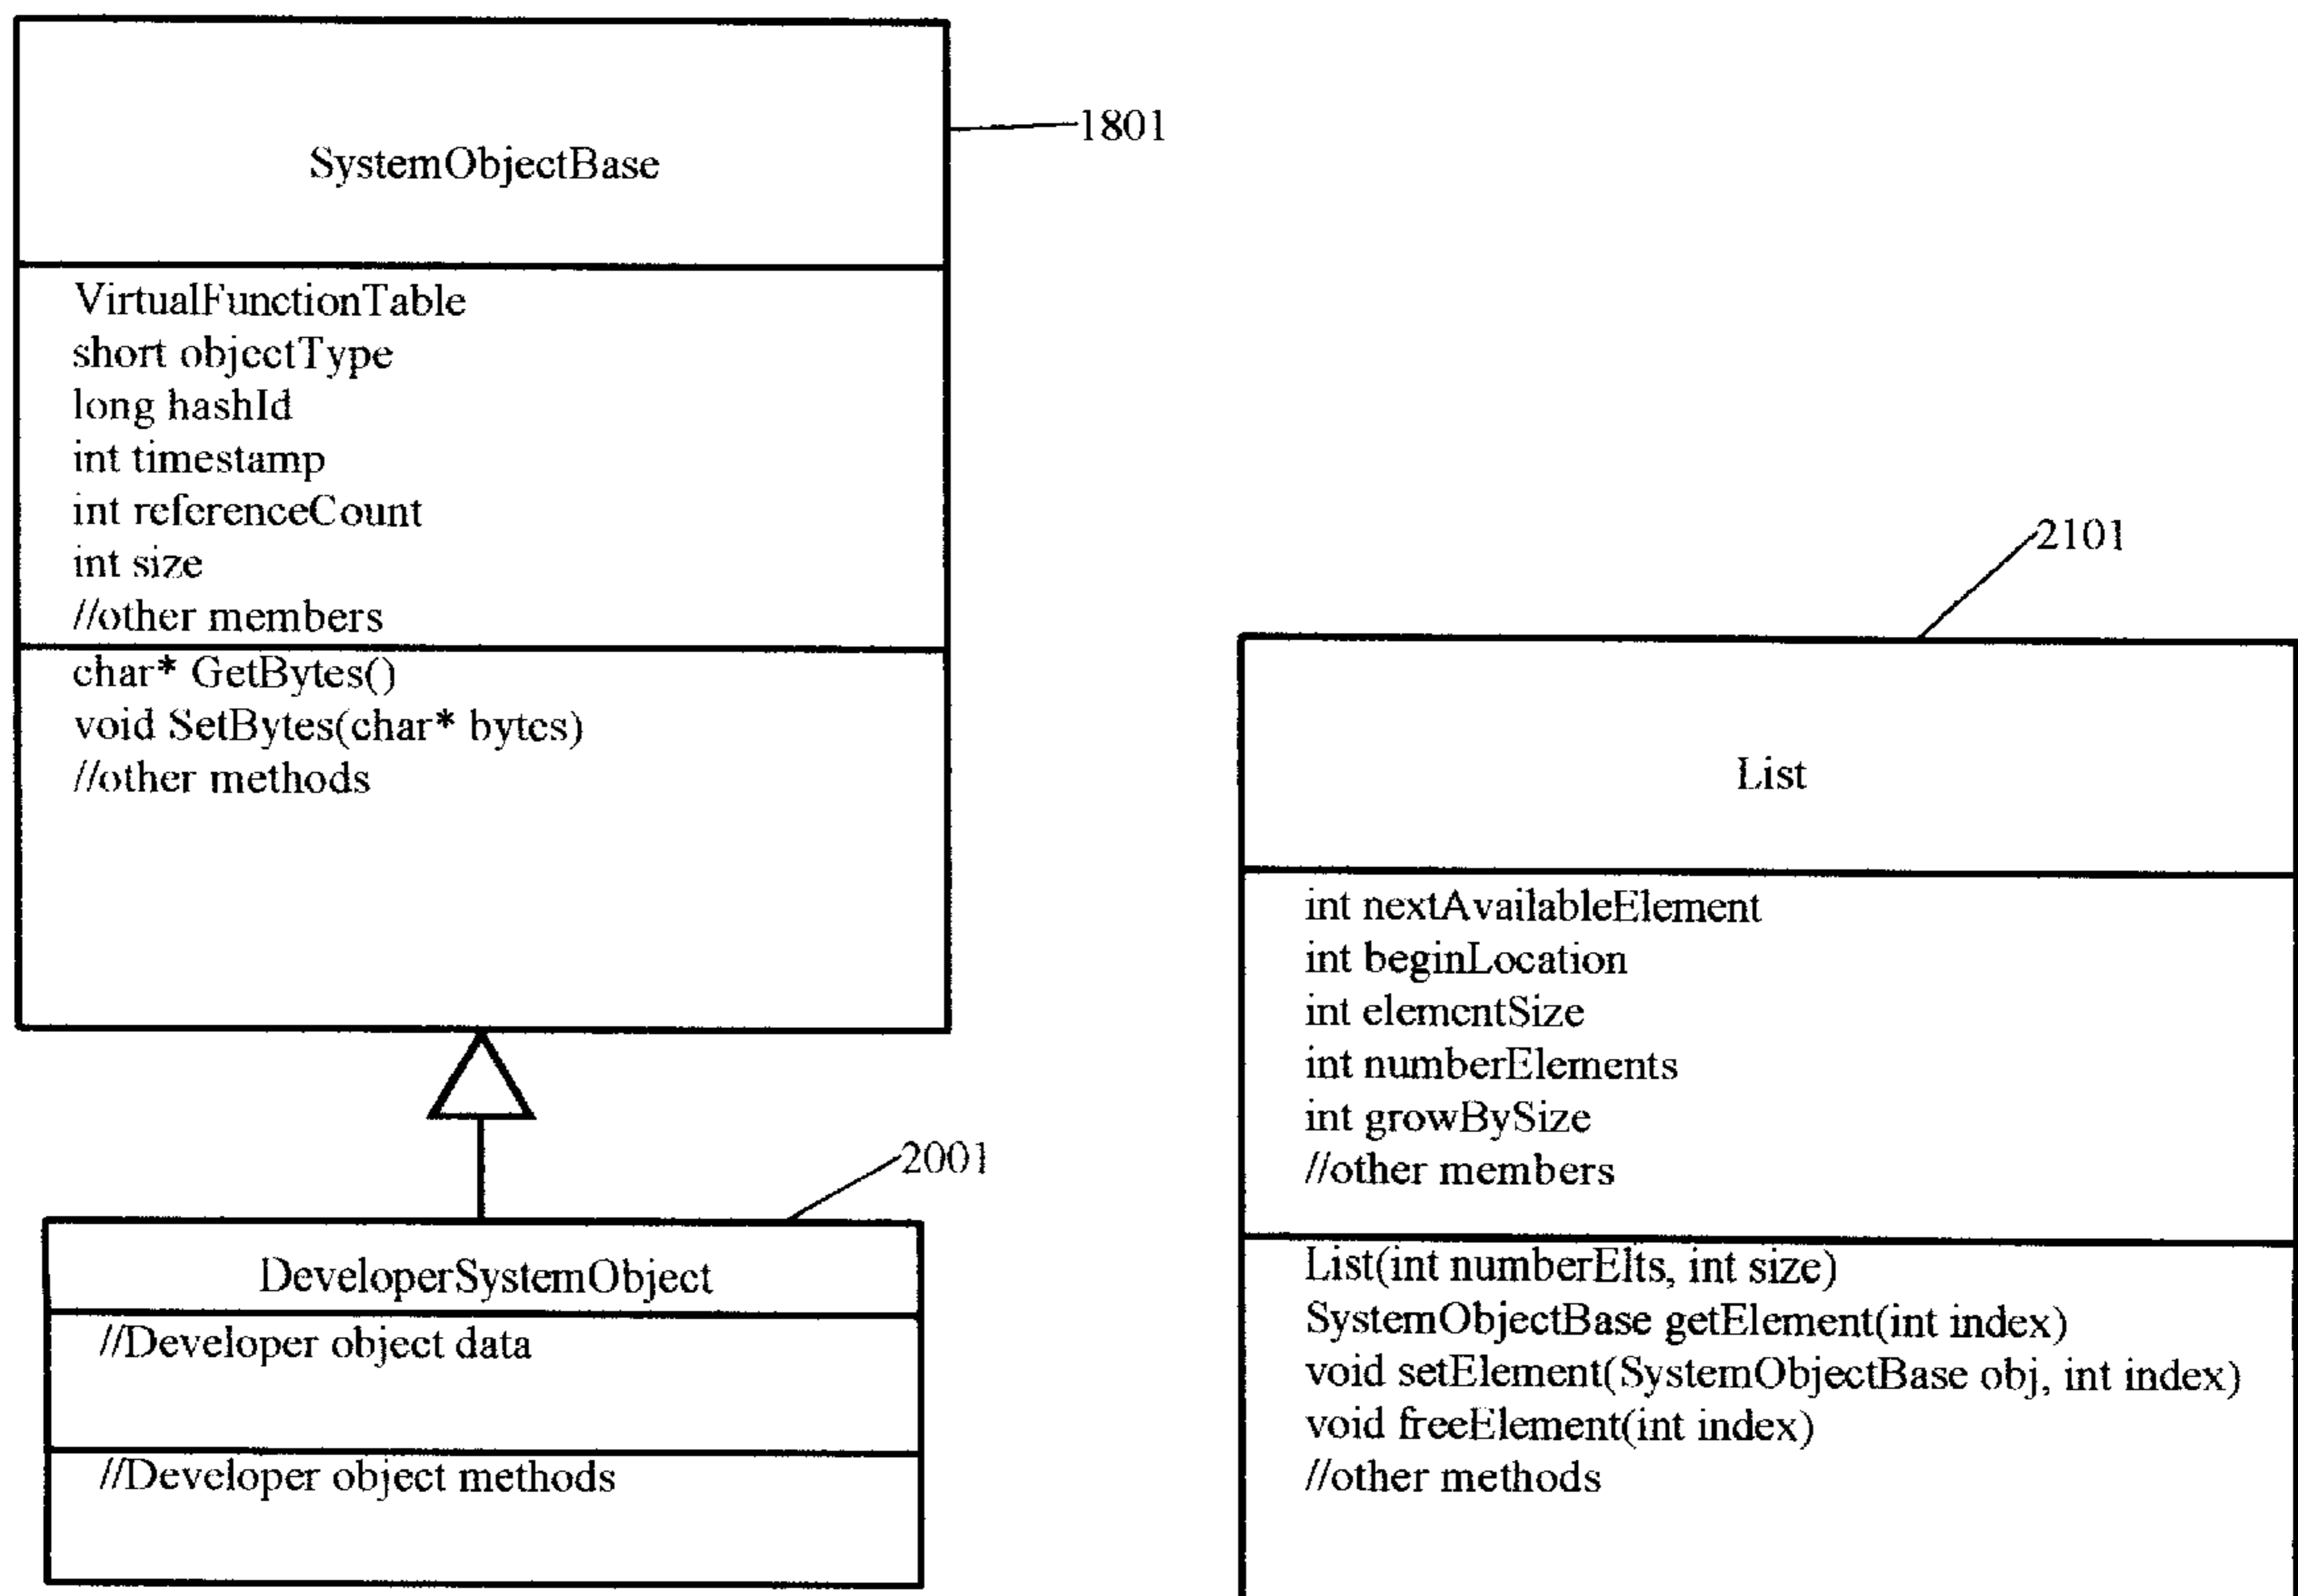 SystemObjectBase
1801
VirtualFunctionTable
short objectType
long hashId
int timestamp
int referenceCount
int size
//other members
char* GetBytes()
void SetBytes(char* bytes)
//other methods
2001
DeveloperSystemObject
//Developer object data
//Developer object methods
2101
List
int nextAvailableElement
int beginLocation
int elementSize
int numberElements
int growBySize
//other members
List(int numberElts, int size)
SystemObjectBase getElement(int index)
void setElement(SystemObjectBase obj, int index)
void freeElement(int index)
//other methods